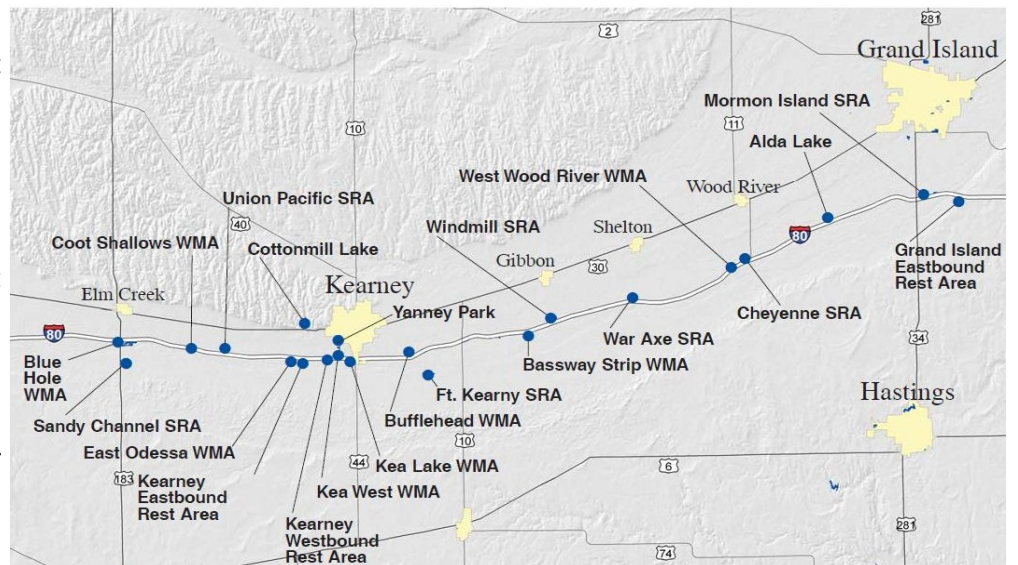 281
2
Grand Island
Mormon Island SRA
10
11
Alda Lake
West Wood River WMA
Wood River
Union Pacific SRA
40
Windmill SRA
Shelton
80
Coot Shallows WMA
Cottonmill Lake
Gibbon
30
Grand Island
Eastbound
Rest Area
Elm Creek
Kearney
Yanney Park
Cheyenne SRA
80
War Axe SRA
34
Blue
Hole
WMA
Bassway Strip WMA
Ft. Kearny SRA
Hastings
Sandy Channel SRA
Bufflehead WMA
East Odessa WMA
10
44
Kea Lake WMA
6
183
Kearney
Eastbound
Rest Area
Kea West WMA
Kearney
Westbound
Rest Area
281
74